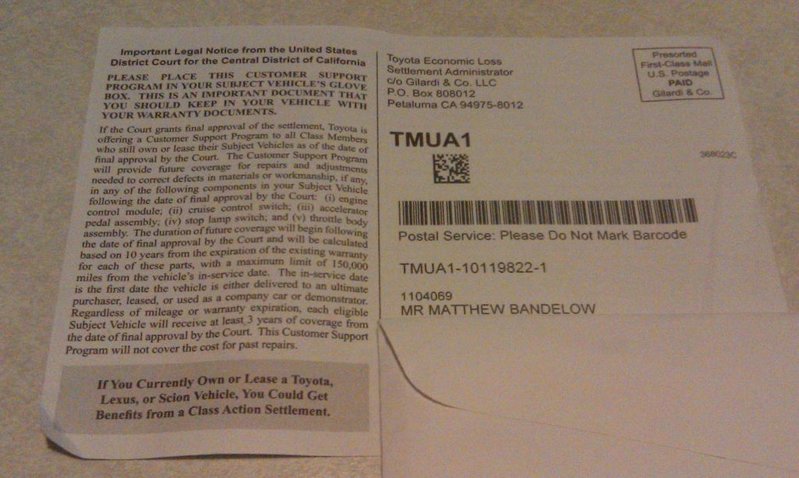 Important Legal Notice from the United States
District Court for the Central District of California
PLEASE PLACE THIS CUSTOMER SUPPORT
PROGRAM IN YOUR SUBJECT VEHICLE'S GLOVE
BOX. THIS IS AN IMPORTANT DOCUMENT THAT
YOU SHOULD KEEP IN YOUR VEHICLE WITH
YOUR WARRANTY DOCUMENTS.
If the Court grants final approval of the settlement, Toyota is
offering a Customer Support Program to all Class Members
who still own or lease their Subject Vehicles as of the date of
final approval by the Court. The Customer Support Program
will provide future coverage for repairs and adjustments
needed to correct defects in materials or workmanship, if any,
in any of the following components in your Subject Vehicle
following the date of final approval by the Court: (i) engine
control module; (ii) cruise control switch; (iii) accelerator
pedal assembly; (iv) stop lamp switch; and (v) throttle body
assembly. The duration of future coverage will begin following
the date of final approval by the Court and will be calculated
based on 10 years from the expiration of the existing warranty
for each of these parts, with a maximum limit of 150,000
miles from the vehicle's in-service date. The in-service date
is the first date the vehicle is either delivered to an ultimate
purchaser, leased, or used as a company car or demonstrator.
Regardless of mileage or warranty expiration, each eligible
Subject Vehicle will receive at least 3 years of coverage from
the date of final approval by the Court. This Customer Support
Program will not cover the cost for past repairs.
If You Currently Own or Lease a Toyota,
Lexus, or Scion Vehicle, You Could Get
Benefits from a Class Action Settlement.
Toyota Economic Loss
Settlement Administrator
c/o Gilardi & Co. LLC
P.O. Box 808012
Petaluma CA 94975-8012
Presorted
First-Class Mail
U.S. Postage
PAID
Gilardi & Co.
TMUA1
368023C
Postal Service: Please Do Not Mark Barcode
TMUA1-10119822-1
1104069
MR MATTHEW BANDELOW